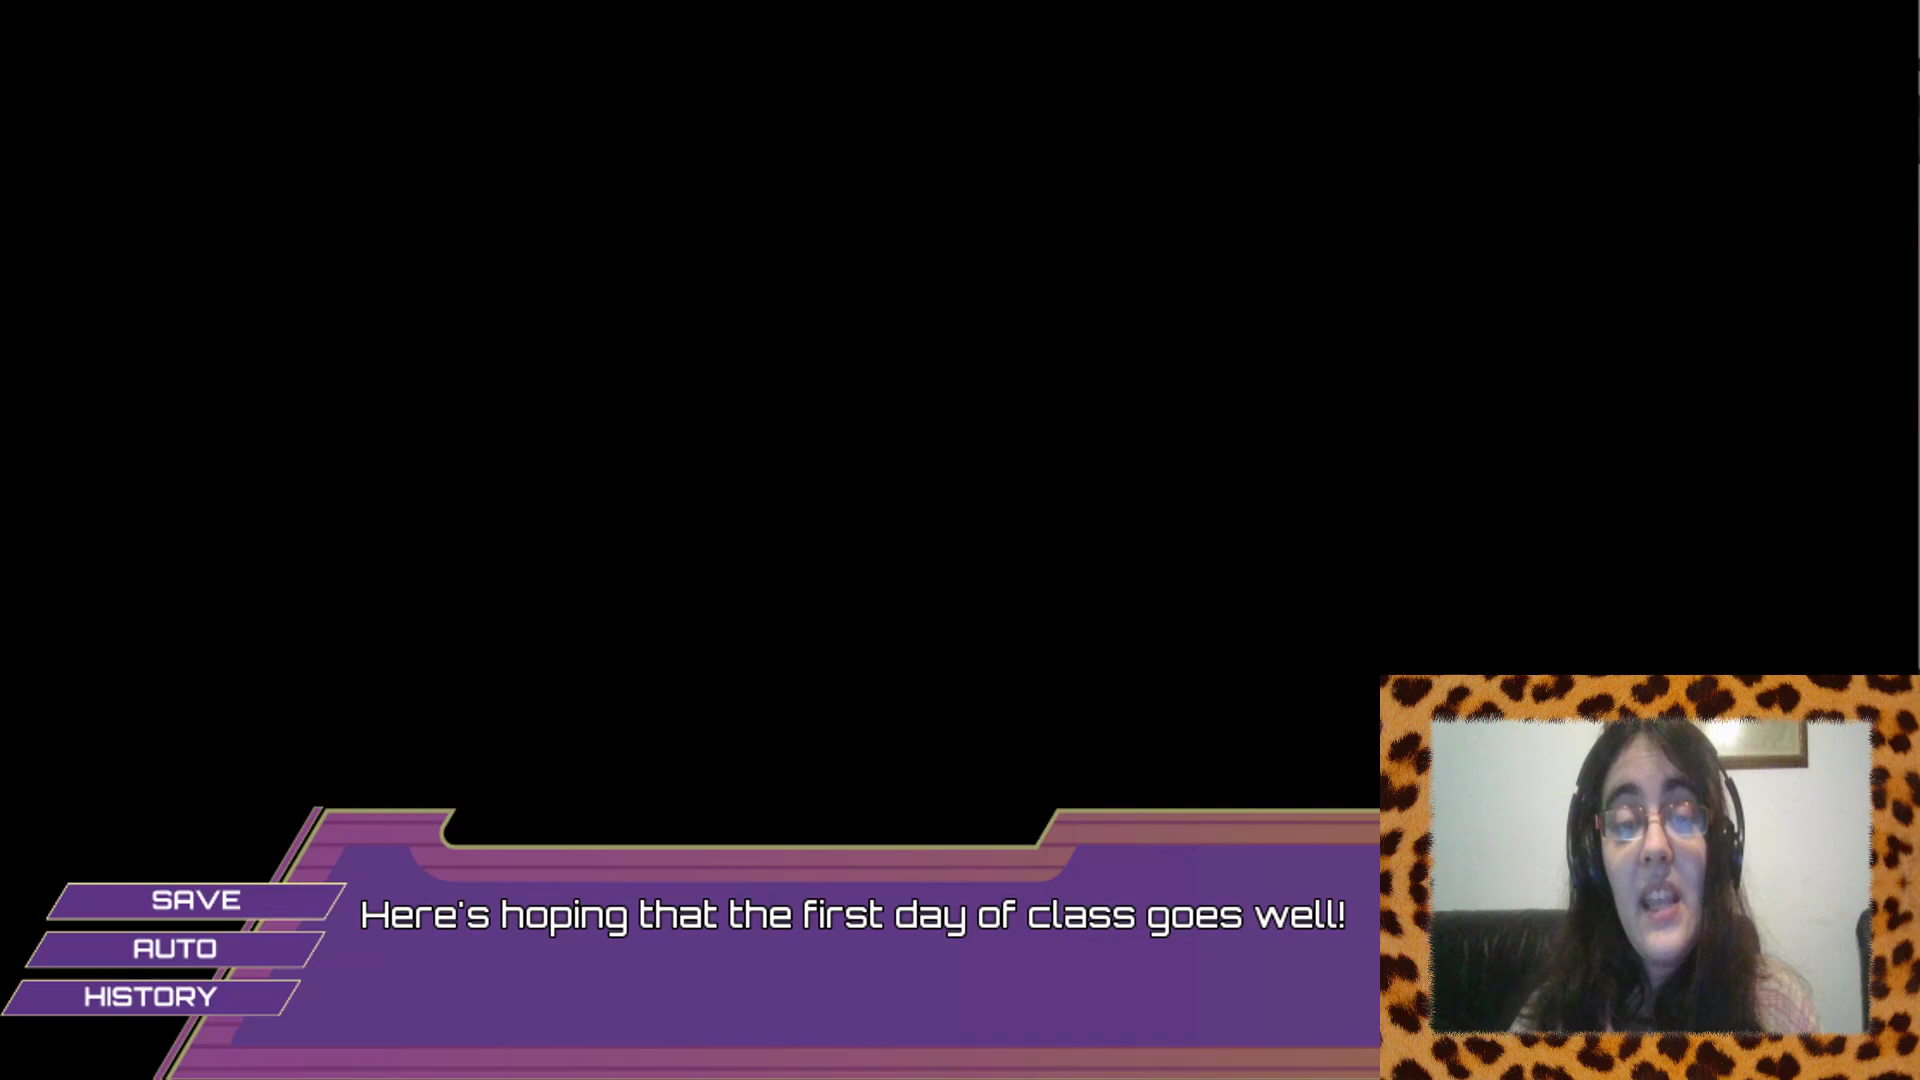 Here's hoping that the first day of class goes well!
SAVE
AUTO
HISTORY